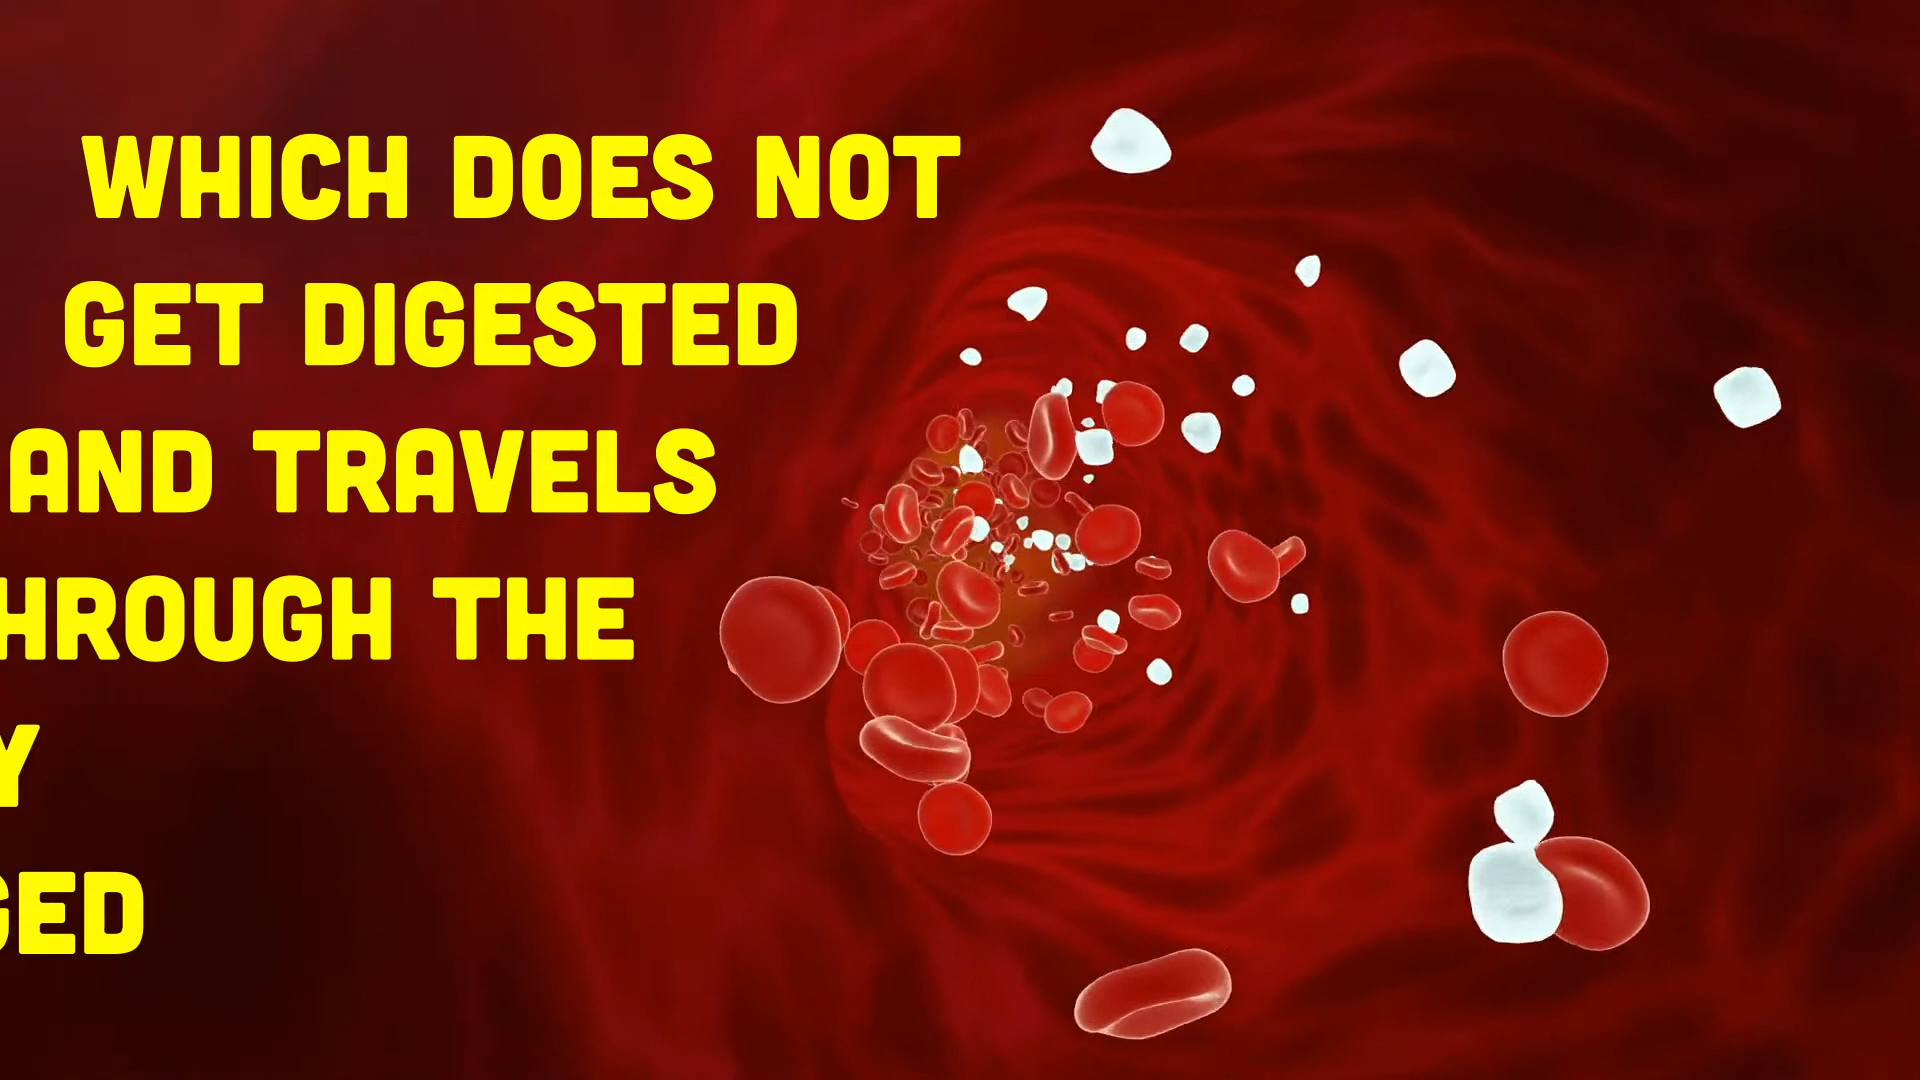 WHICH DOES NOT
GET DIGESTED
AND TRAVELS
HROUGH THE
Y
GED